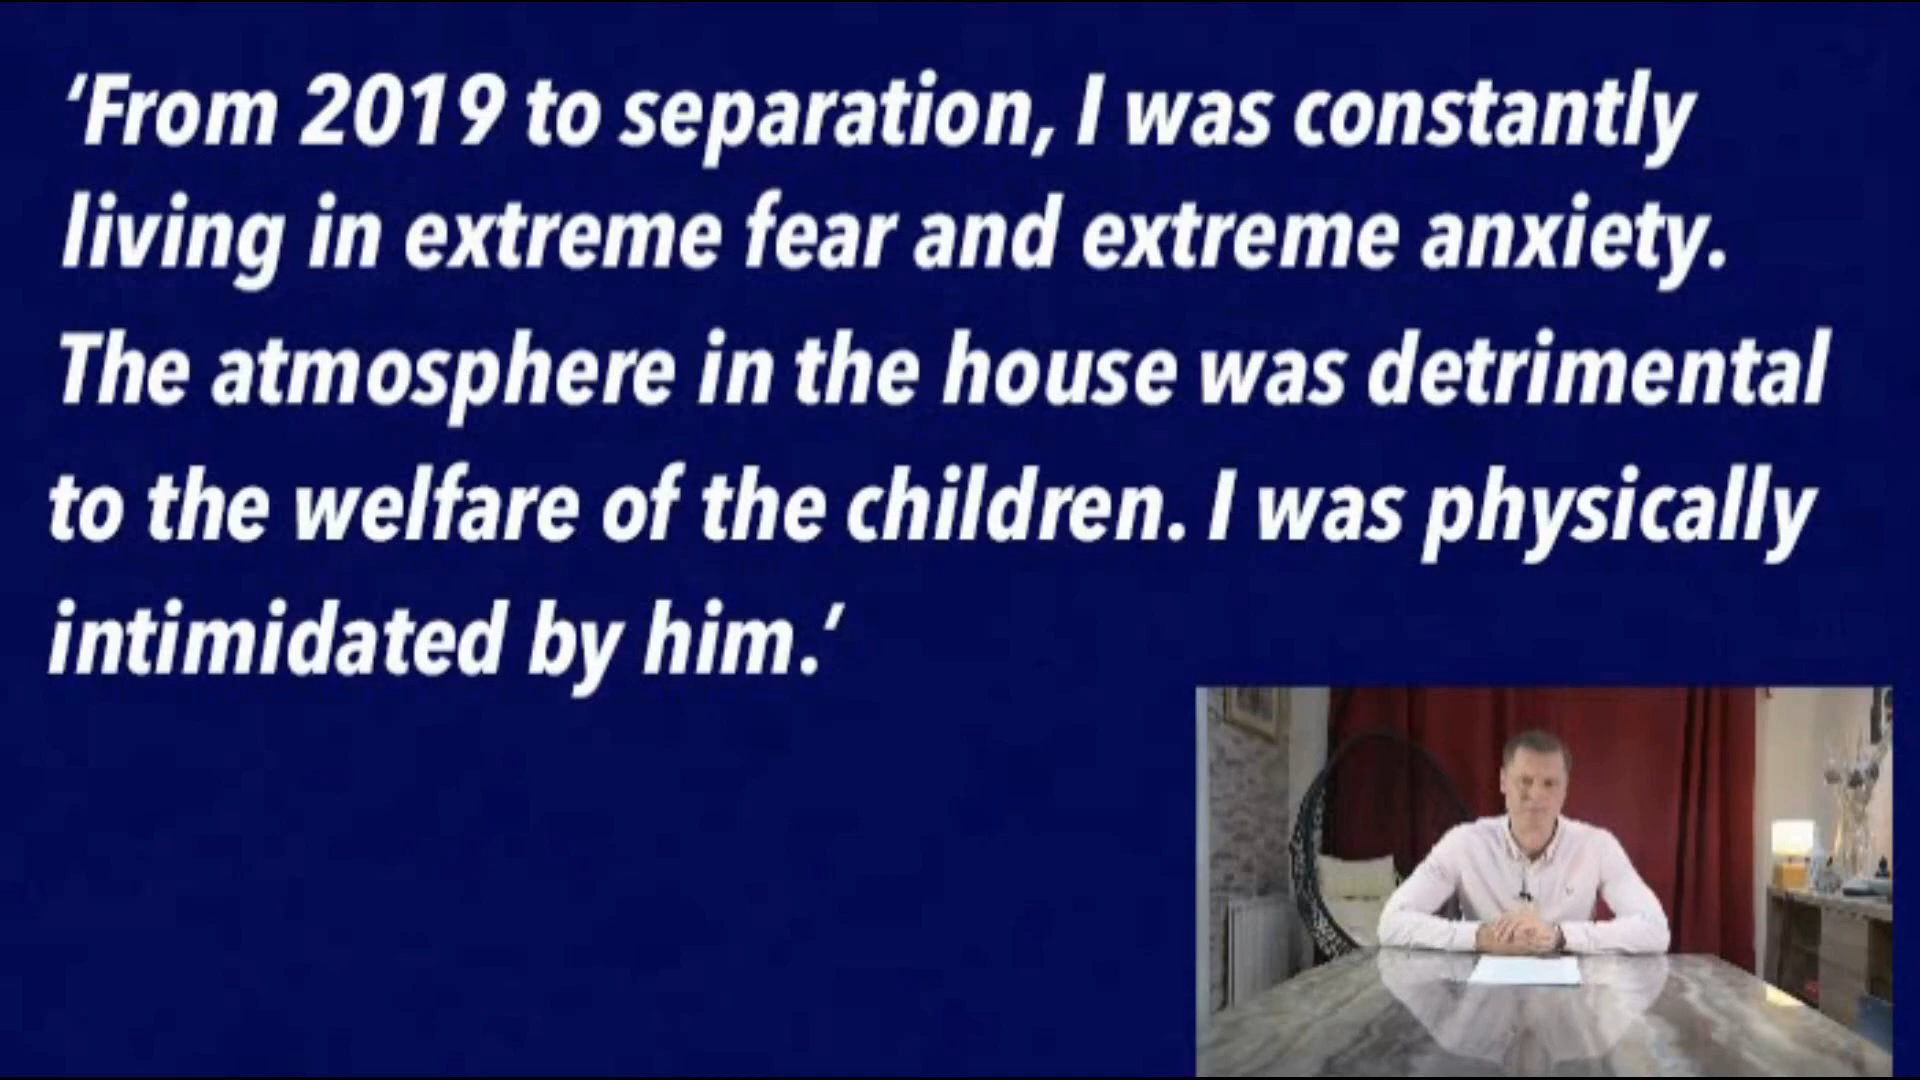 ‘From 2019 to separation, I was constantly
living in extreme fear and extreme anxiety.
The atmosphere in the house was detrimental
to the welfare of the children. I was physically
intimidated by him.’